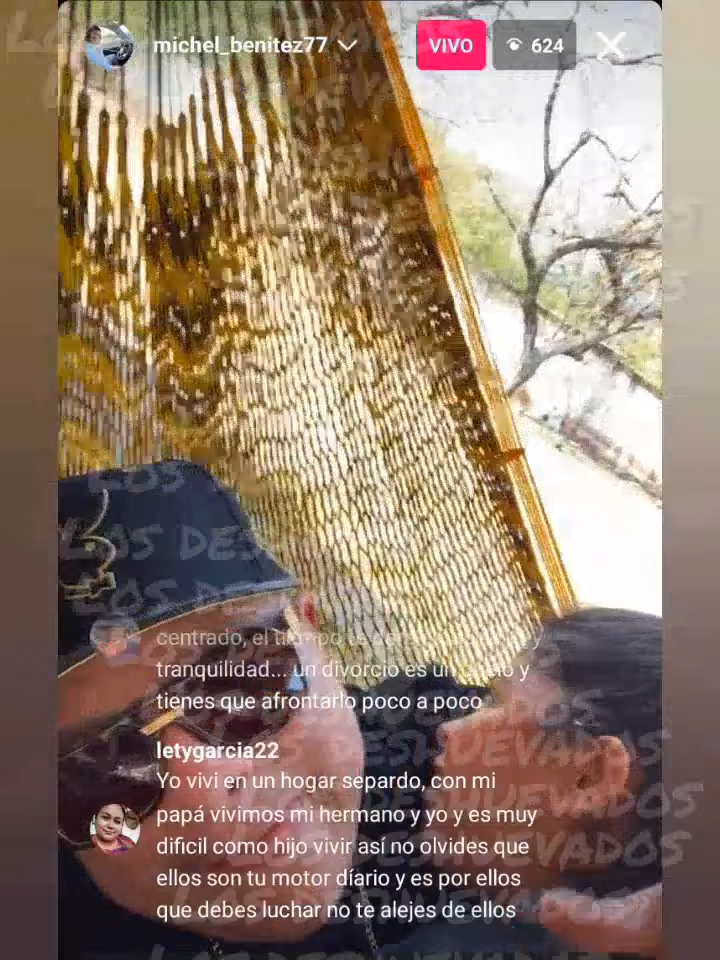 michel_benitez77
VIVO
624
centrado, el
tranquilidad... un divorcio es un y
tienes que afrontarlo poco a poco
letygarcia22
Yo vivi en un hogar separdo, con mi
papá vivimos mi hermano y yo y es muy
dificil como hijo vivir así no olvides que
ellos son tu motor díario y es por ellos
que debes luchar no te alejes de ellos
LOS DESHUEVADOS